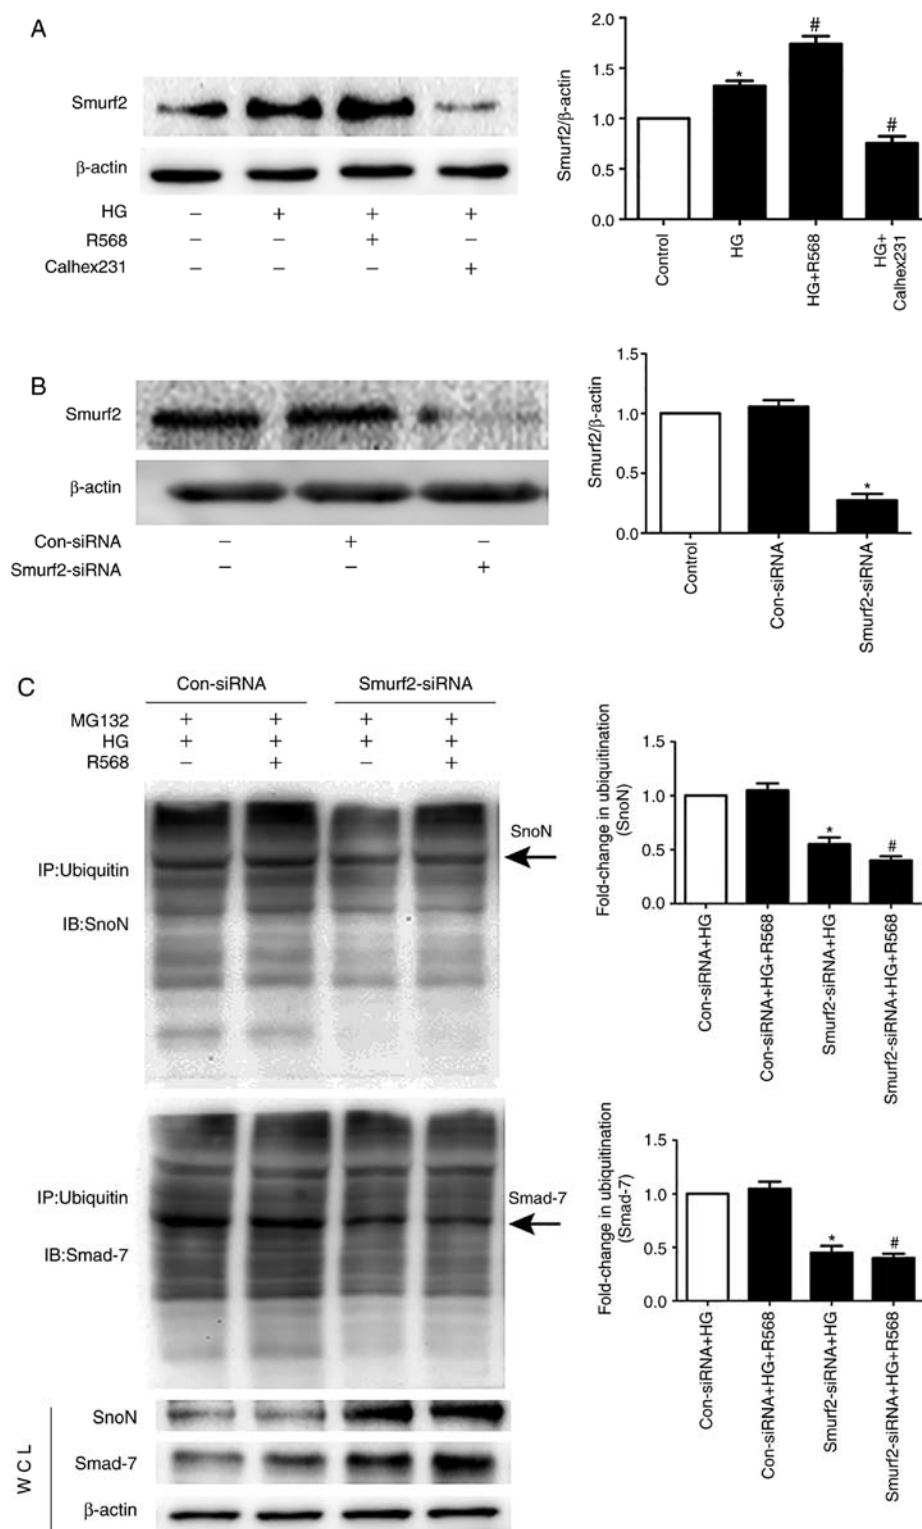 A
Smurf2
β-actin
HG − + + +
R568 − − + −
Calhex231 − − − +
Smurf2/β-actin
2.0
1.5
1.0
0.5
0.0
Control
HG
HG+R568
HG+
Calhex231
*
#
#
B
Smurf2
β-actin
Con-siRNA − + −
Smurf2-siRNA − − +
Smurf2/β-actin
1.5
1.0
0.5
0.0
Control
Con-siRNA
Smurf2-siRNA
*
C
Con-siRNA Smurf2-siRNA
MG132 + + + +
HG + + + +
R568 − + − +
IP:Ubiquitin
IB:SnoN
SnoN
Fold-change in ubiquitination
(SnoN)
1.5
1.0
0.5
0.0
Con-siRNA+HG
Con-siRNA+HG+R568
Smurf2-siRNA+HG
Smurf2-siRNA+HG+R568
*
#
IP:Ubiquitin
IB:Smad-7
Smad-7
Fold-change in ubiquitination
(Smad-7)
1.5
1.0
0.5
0.0
Con-siRNA+HG
Con-siRNA+HG+R568
Smurf2-siRNA+HG
Smurf2-siRNA+HG+R568
*
#
WCL
SnoN
Smad-7
β-actin